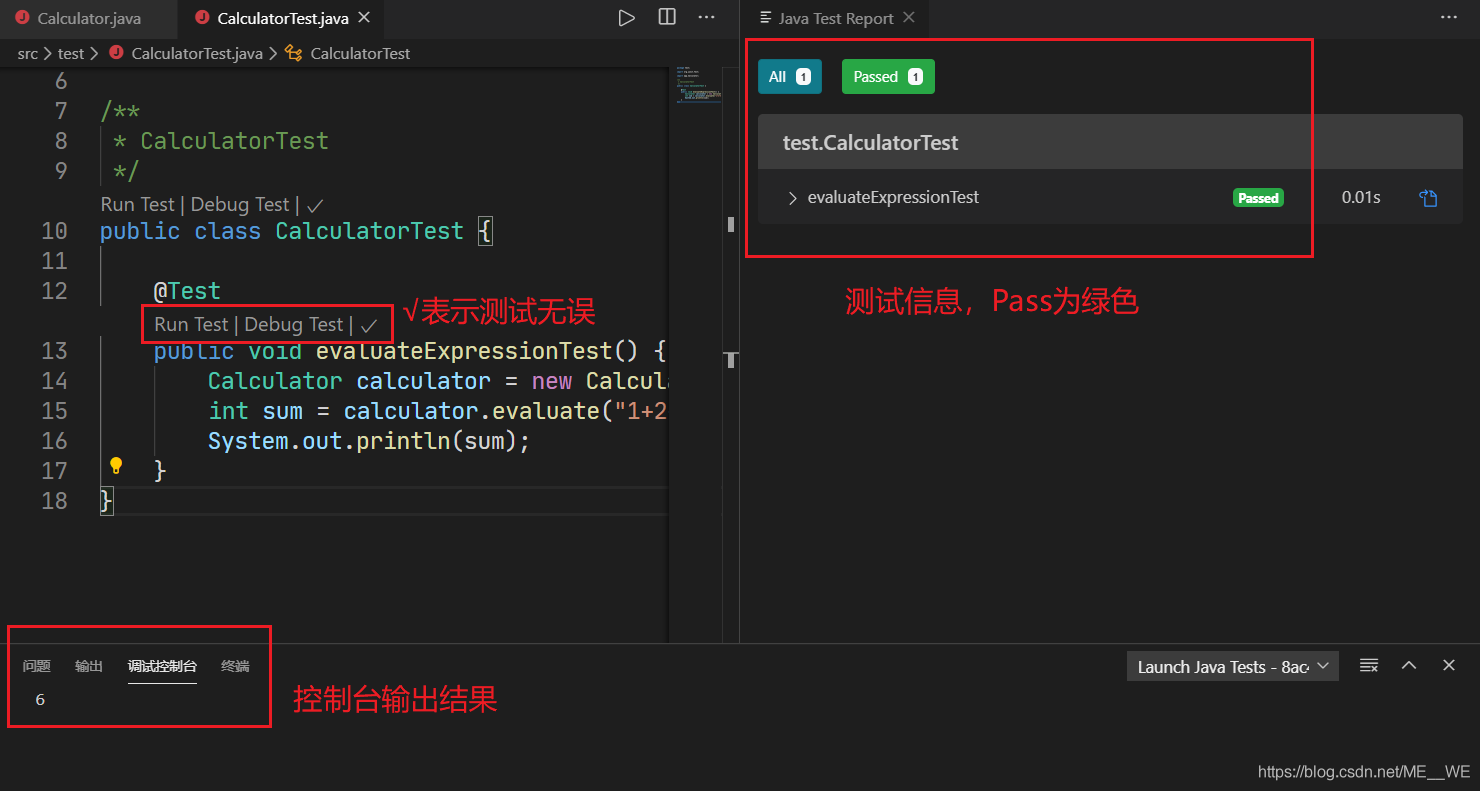 Calculator.java
CalculatorTest.java
src > test > CalculatorTest.java > CalculatorTest
6
7 /**
8 * CalculatorTest
9 */
Run Test | Debug Test | ✓
10 public class CalculatorTest {
11
12 @Test
Run Test | Debug Test | ✓
√表示测试无误
13 public void evaluateExpressionTest() {
14 Calculator calculator = new Calcul
15 int sum = calculator.evaluate("1+2
16 System.out.println(sum);
17 }
18 }
Java Test Report
All 1
Passed 1
test.CalculatorTest
evaluateExpressionTest Passed 0.01s
测试信息，Pass为绿色
问题 输出 调试控制台 终端
Launch Java Tests - 8ac
6
控制台输出结果
https://blog.csdn.net/ME__WE